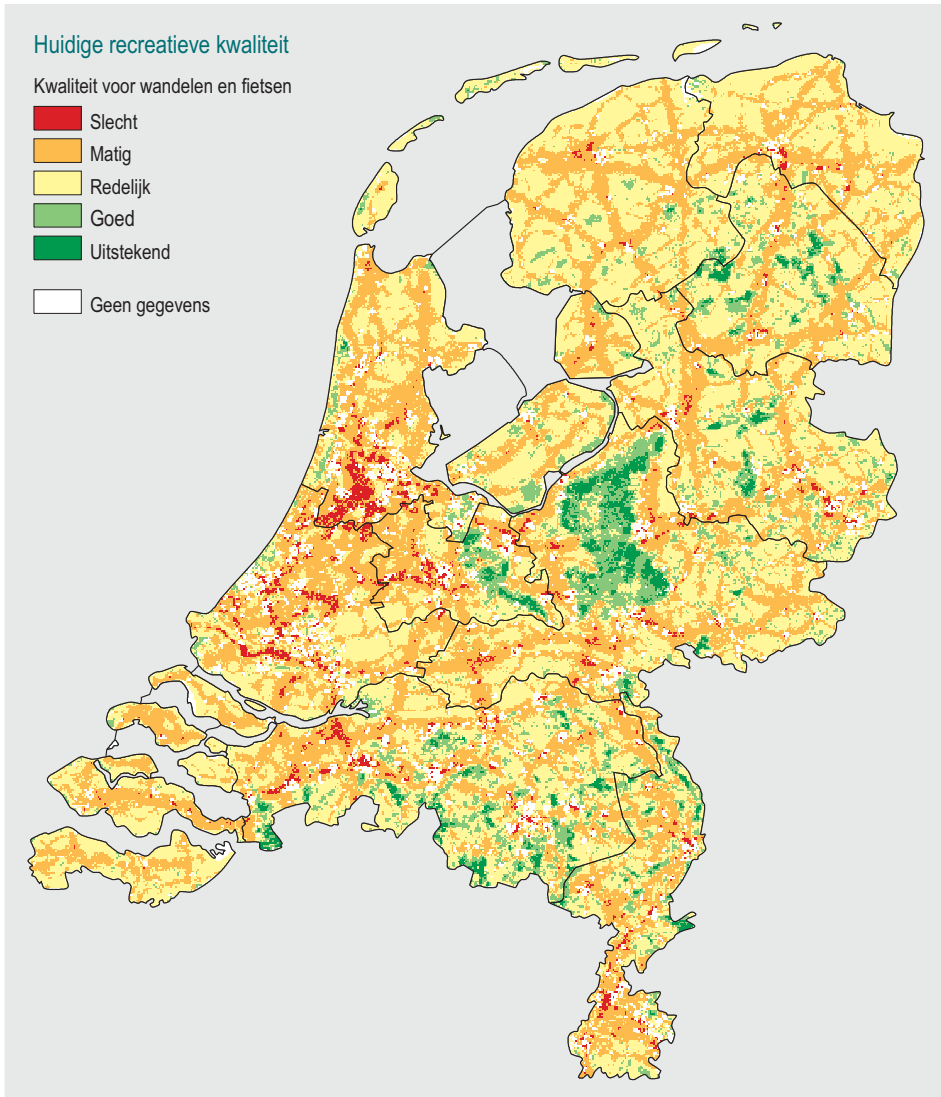 Huidige recreatieve kwaliteit
Kwaliteit voor wandelen en fietsen
Slecht
Matig
Redelijk
Goed
Uitstekend
Geen gegevens